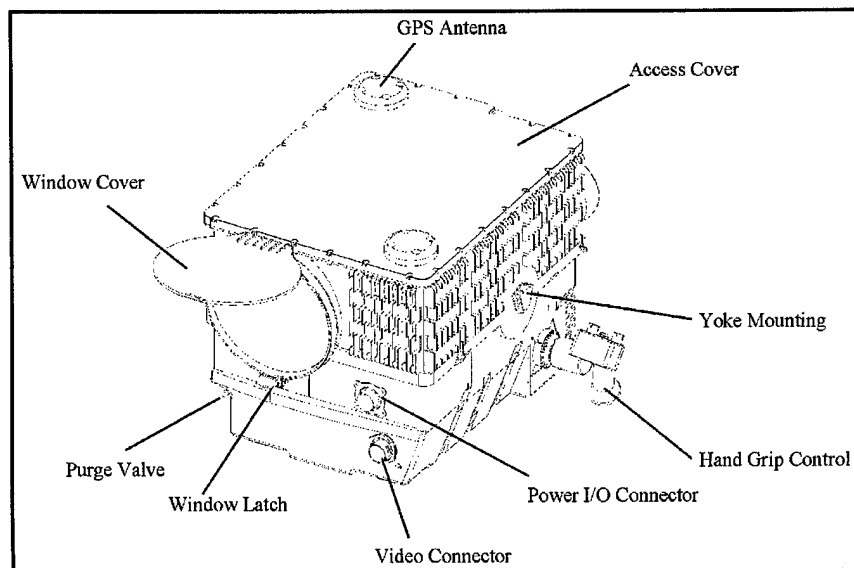 GPS Antenna
Access Cover
Window Cover
Yoke Mounting
Purge Valve
Hand Grip Control
Window Latch
Power I/O Connector
Video Connector